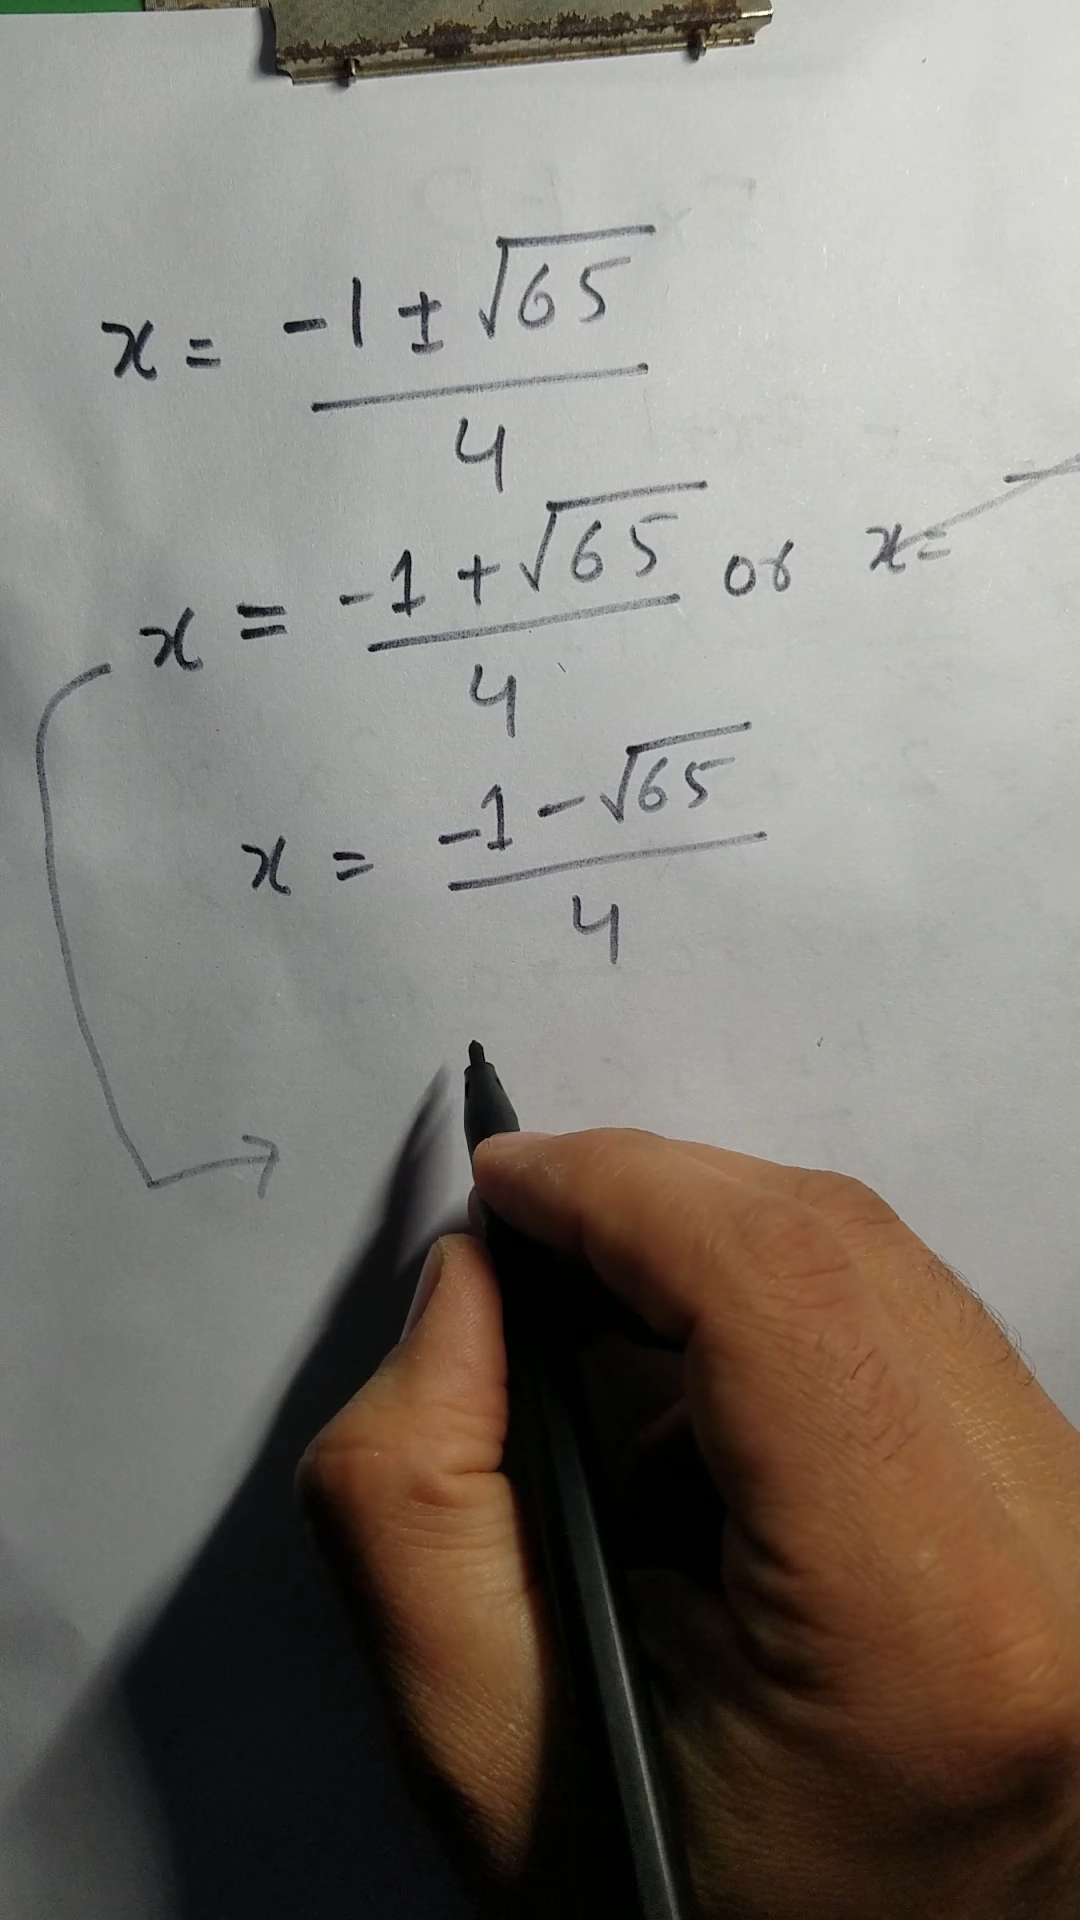 x = -1 ± √65 / 4
x = -1 + √65 / 4 or x =
x = -1 - √65 / 4